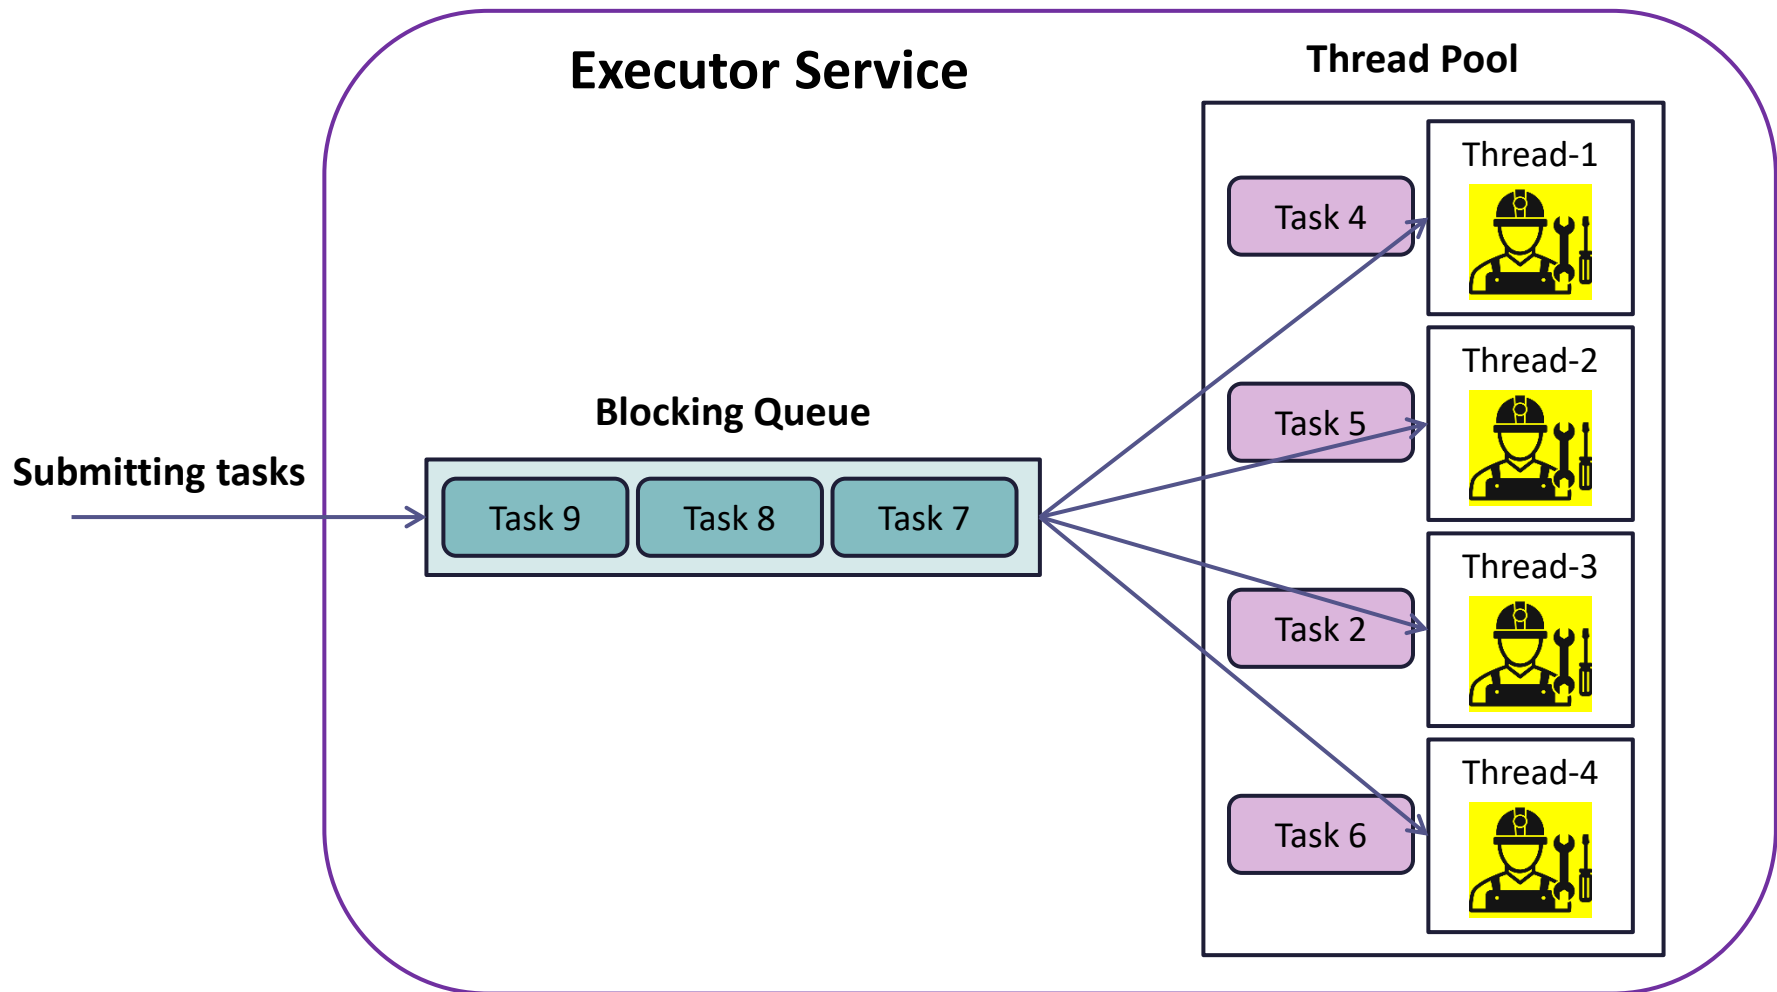 Executor Service
Thread Pool
Thread-1
Task 4
Thread-2
Task 5
Blocking Queue
Submitting tasks
Task 9
Task 8
Task 7
Thread-3
Task 2
Thread-4
Task 6